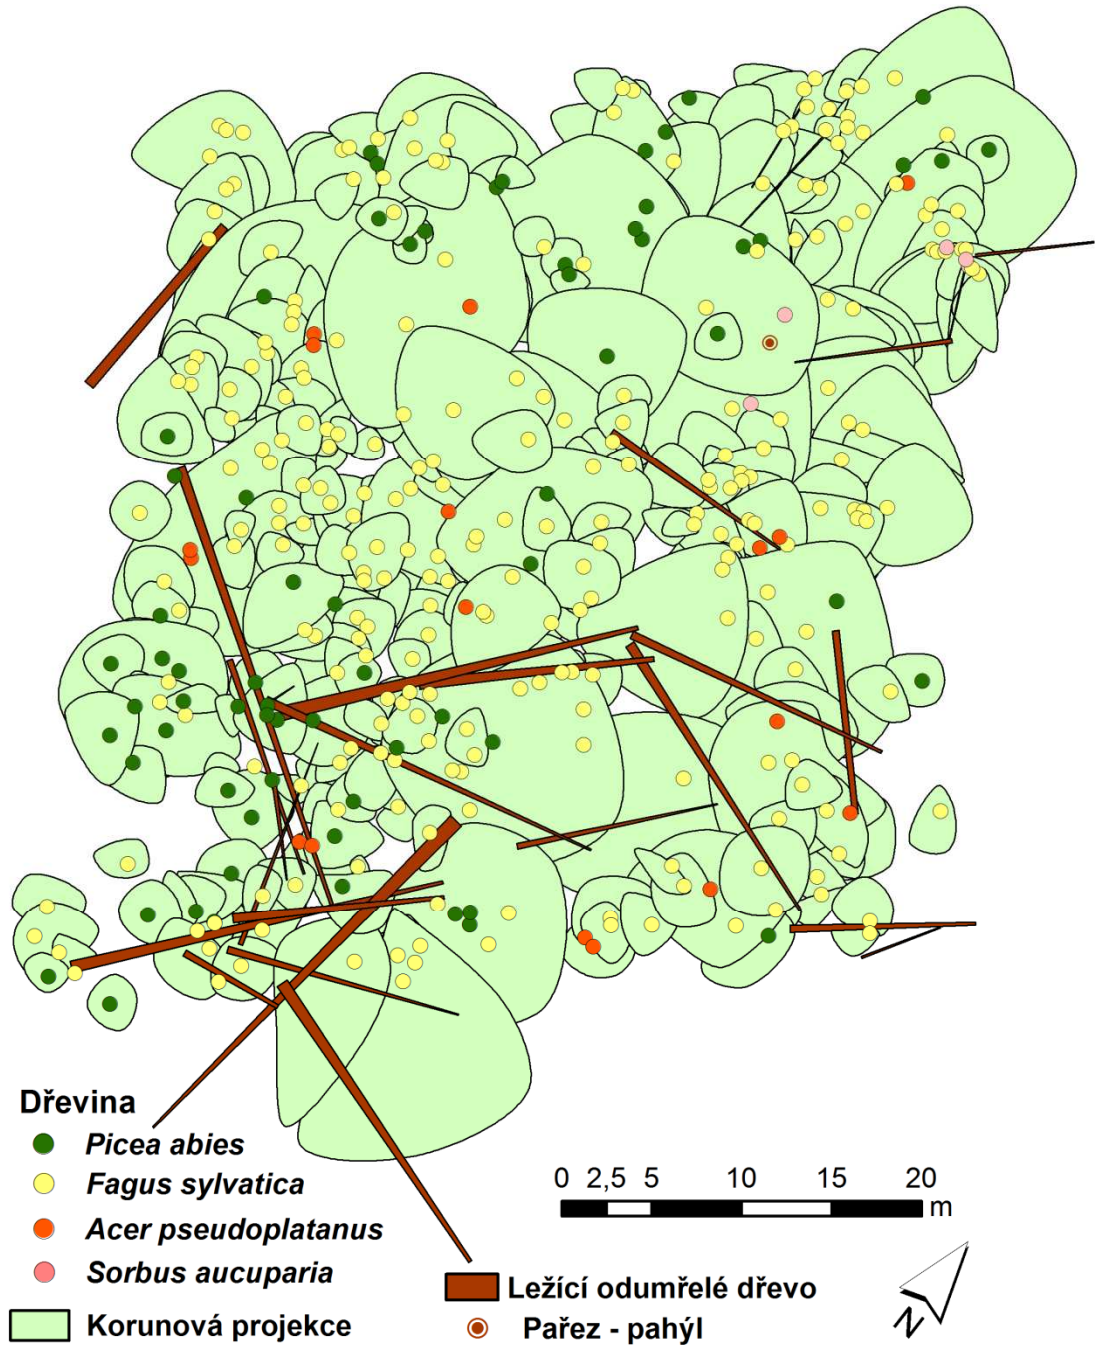 Dřevina
Picea abies
Fagus sylvatica
Acer pseudoplatanus
Sorbus aucuparia
Korunová projekce
0 2,5 5 10 15 20
m
Ležící odumřelé dřevo
Pařez - pahýl
N